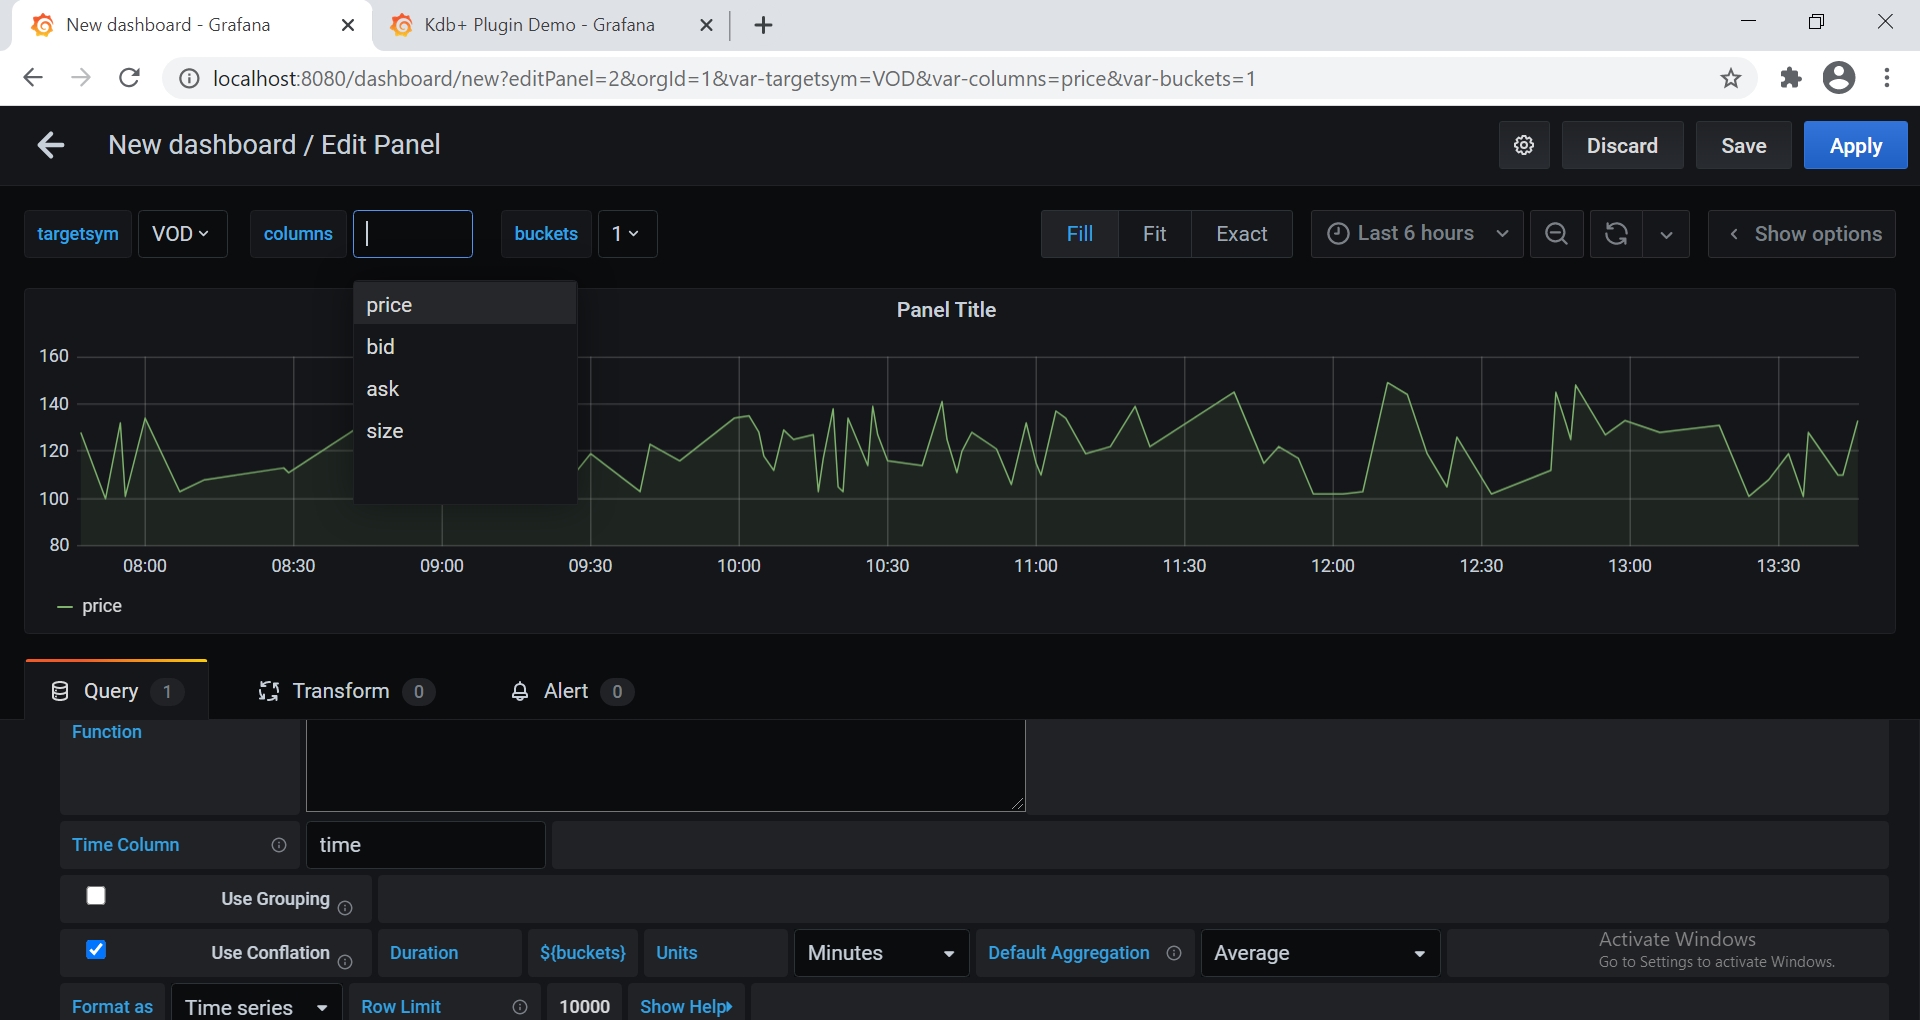 New dashboard - Grafana
Kdb+ Plugin Demo - Grafana
localhost:8080/dashboard/new?editPanel=2&orgId=1&var-targetsym=VOD&var-columns=price&var-buckets=1
New dashboard / Edit Panel
Discard
Save
Apply
targetsym
VOD
columns
buckets
1
Fill
Fit
Exact
Last 6 hours
Show options
price
bid
ask
size
Panel Title
160
140
120
100
80
08:00
08:30
09:00
09:30
10:00
10:30
11:00
11:30
12:00
12:30
13:00
13:30
price
Query 1
Transform 0
Alert 0
Function
Time Column
time
Use Grouping
Use Conflation
Duration
${buckets}
Units
Minutes
Default Aggregation
Average
Activate Windows
Go to Settings to activate Windows.
Format as
Time series
Row Limit
10000
Show Help